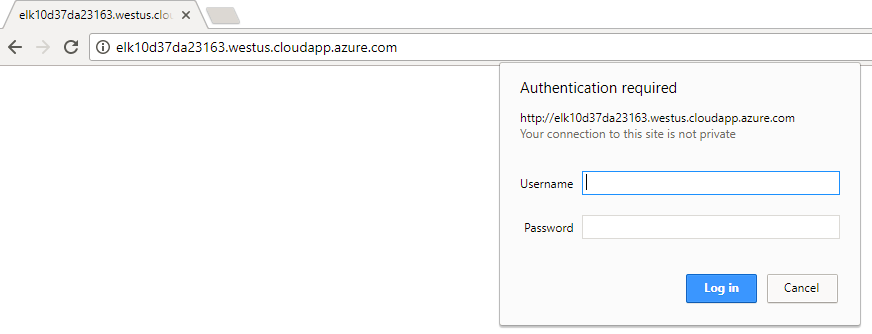 elk10d37da23163.westus.clou
elk10d37da23163.westus.cloudapp.azure.com
Authentication required
http://elk10d37da23163.westus.cloudapp.azure.com
Your connection to this site is not private
Username
Password
Log in Cancel